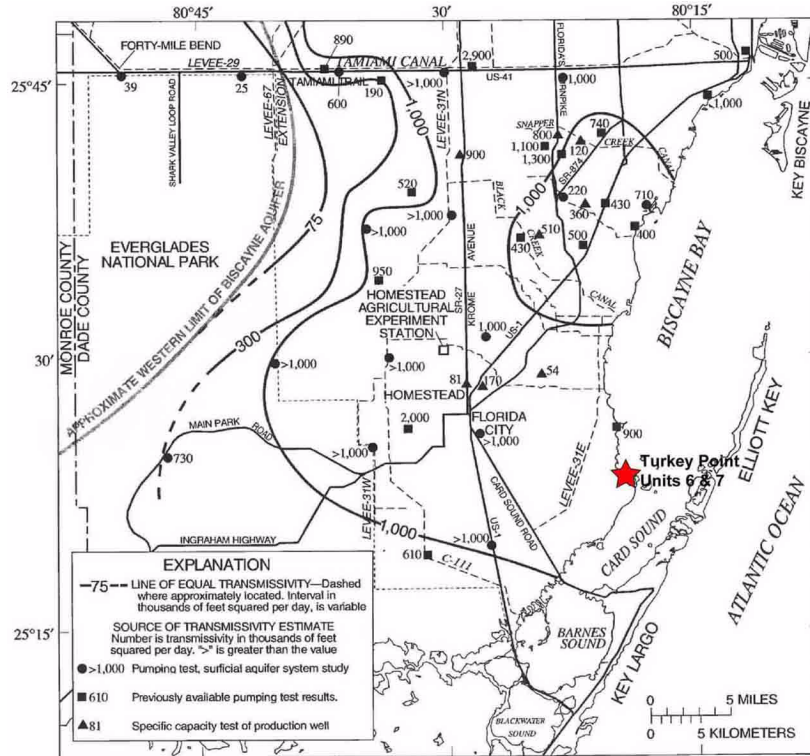 80°45'
30'
80°15'
FORTY-MILE BEND
LEVEE-29
890
TAMIAMI CANAL
2,900
500
39
25
TAMIAMI TRAIL
>1,000
US-41
1,000
25°45'
600
190
1,000
SHARK VALLEY LOOP ROAD
LEVEE-67
EXTENSION
1,000
LEVEE-31N
SNAPPER
CREEK
CANAL
800
740
1,100
120
1,300
SR-874
900
KEY BISCAYNE
520
1,000
BLACK
CREEK
CANAL
220
360
430
710
75
>1,000
>1,000
510
430
500
400
EVERGLADES
NATIONAL PARK
BISCAYNE BAY
MONROE COUNTY
DADE COUNTY
APPROXIMATE WESTERN LIMIT OF BISCAYNE AQUIFER
950
HOMESTEAD
AGRICULTURAL
EXPERIMENT
STATION
SR-27
KROME
AVENUE
US-1
1,000
300
30'
>1,000
>1,000
HOMESTEAD
81
170
54
MAIN PARK
ROAD
2,000
FLORIDA
CITY
>1,000
900
730
>1,000
LEVEE-31W
LEVEE-31E
Turkey Point
Units 6 & 7
ELLIOTT KEY
CARD SOUND ROAD
CARD SOUND
ATLANTIC OCEAN
INGRAHAM HIGHWAY
1,000
US-1
>1,000
610
C-111
25°15'
BARNES
SOUND
KEY LARGO
BLACKWATER
SOUND
EXPLANATION
75 LINE OF EQUAL TRANSMISSIVITY—Dashed
where approximately located. Interval in
thousands of feet squared per day, is variable
SOURCE OF TRANSMISSIVITY ESTIMATE
Number is transmissivity in thousands of feet
squared per day. ">" is greater than the value
>1,000 Pumping test, surficial aquifer system study
610 Previously available pumping test results.
81 Specific capacity test of production well
0 5 MILES
0 5 KILOMETERS